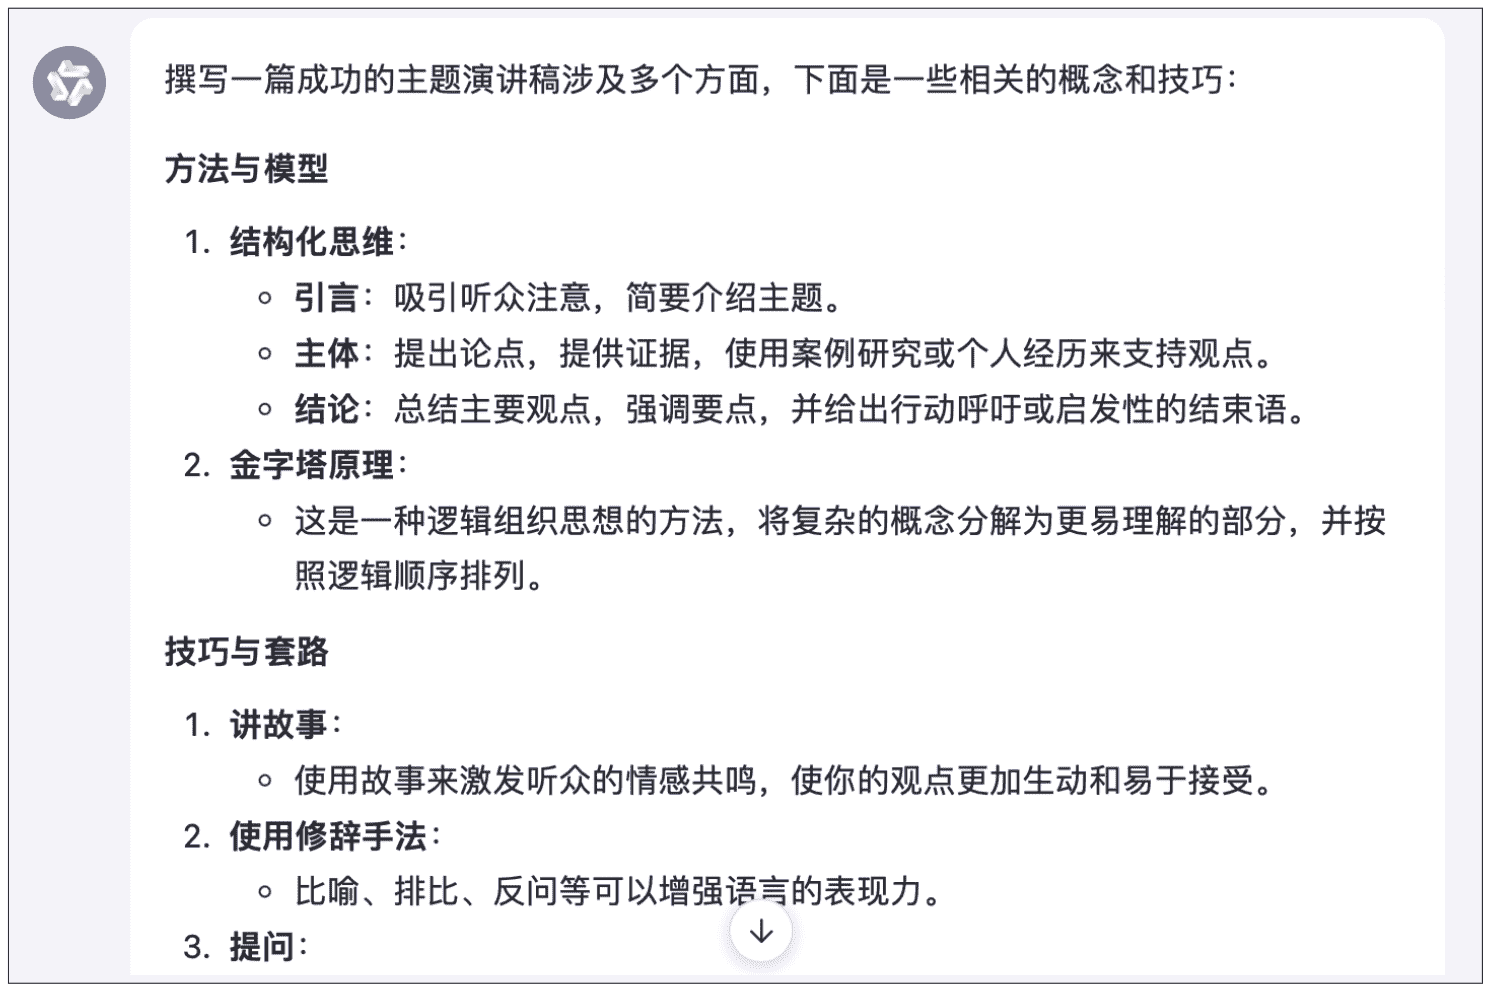 撰写一篇成功的主题演讲稿涉及多个方面，下面是一些相关的概念和技巧：
方法与模型
1. 结构化思维：
引言：吸引听众注意，简要介绍主题。
主体：提出论点，提供证据，使用案例研究或个人经历来支持观点。
结论：总结主要观点，强调要点，并给出行动呼吁或启发性的结束语。
2. 金字塔原理：
这是一种逻辑组织思想的方法，将复杂的概念分解为更易理解的部分，并按
照逻辑顺序排列。
技巧与套路
1. 讲故事：
使用故事来激发听众的情感共鸣，使你的观点更加生动和易于接受。
2. 使用修辞手法：
比喻、排比、反问等可以增强语言的表现力。
3. 提问：